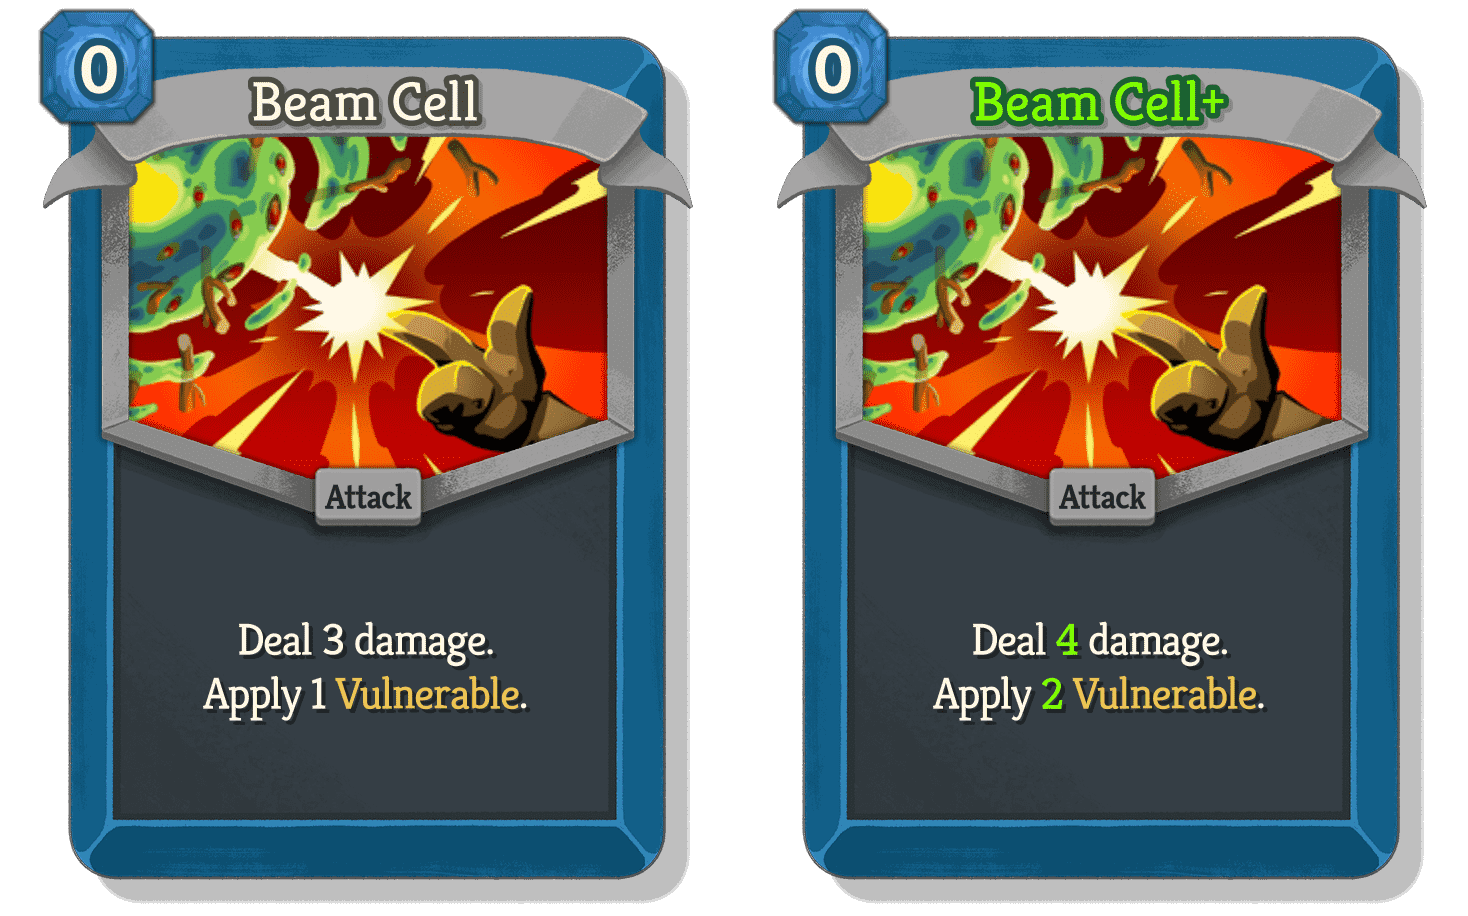 0
Beam Cell
Attack
Deal 3 damage.
Apply 1 Vulnerable.
0
Beam Cell+
Attack
Deal 4 damage.
Apply 2 Vulnerable.